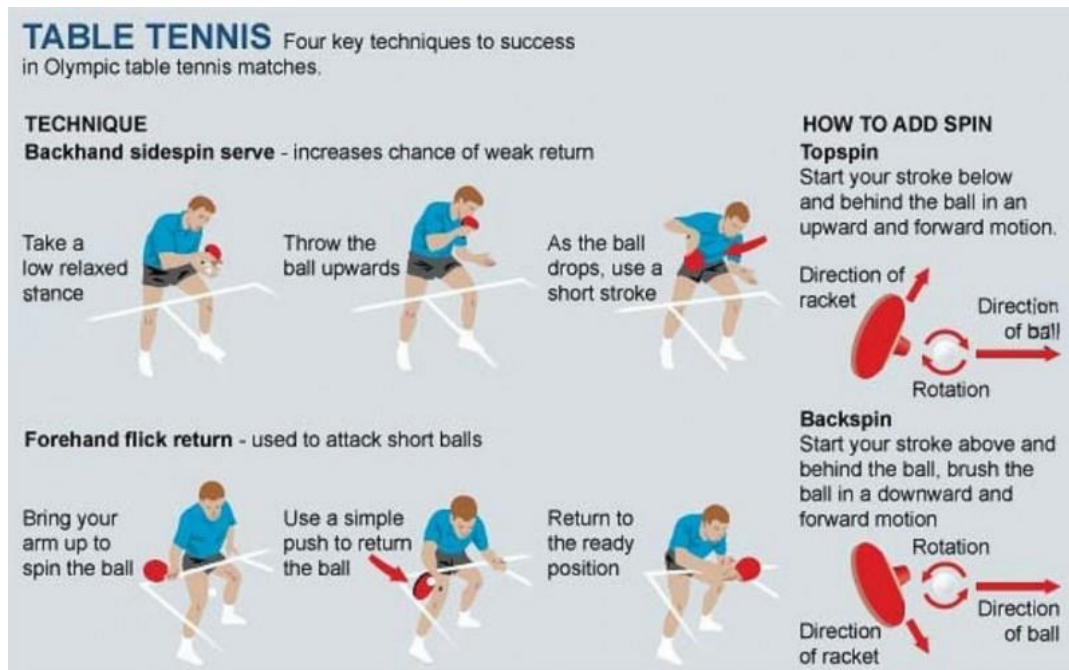 TABLE TENNIS Four key techniques to success
in Olympic table tennis matches.
TECHNIQUE
Backhand sidespin serve - increases chance of weak return
Take a
low relaxed
stance
Throw the
ball upwards
As the ball
drops, use a
short stroke
Forehand flick return - used to attack short balls
Bring your
arm up to
spin the ball
Use a simple
push to return
the ball
Return to
the ready
position
HOW TO ADD SPIN
Topspin
Start your stroke below
and behind the ball in an
upward and forward motion.
Direction of
racket
Direction
of ball
Rotation
Backspin
Start your stroke above and
behind the ball, brush the
ball in a downward and
forward motion
Rotation
Direction
of ball
Direction
of racket